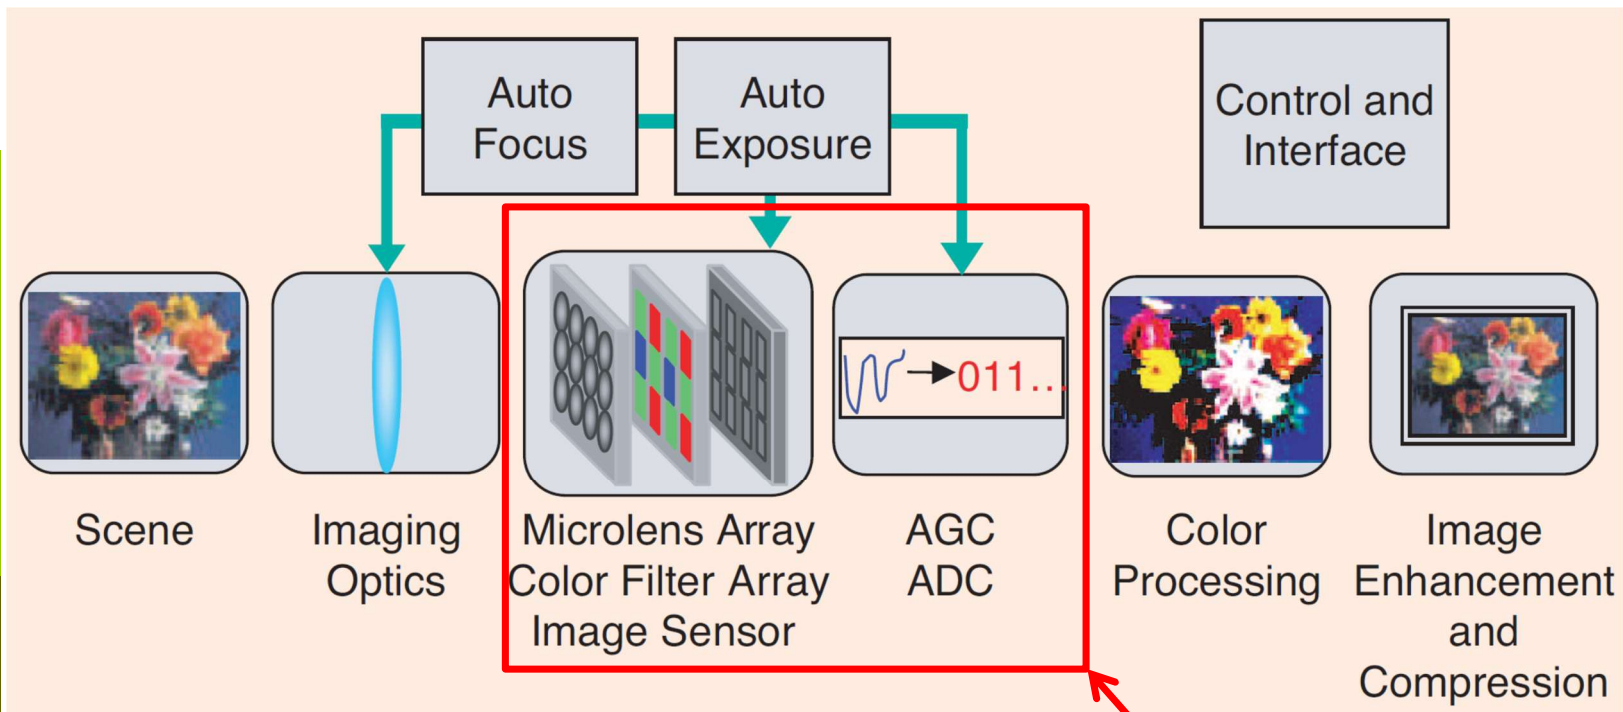 Auto
Focus
Auto
Exposure
Control and
Interface
011...
Scene
Imaging
Optics
Microlens Array
Color Filter Array
Image Sensor
AGC
ADC
Color
Processing
Image
Enhancement
and
Compression